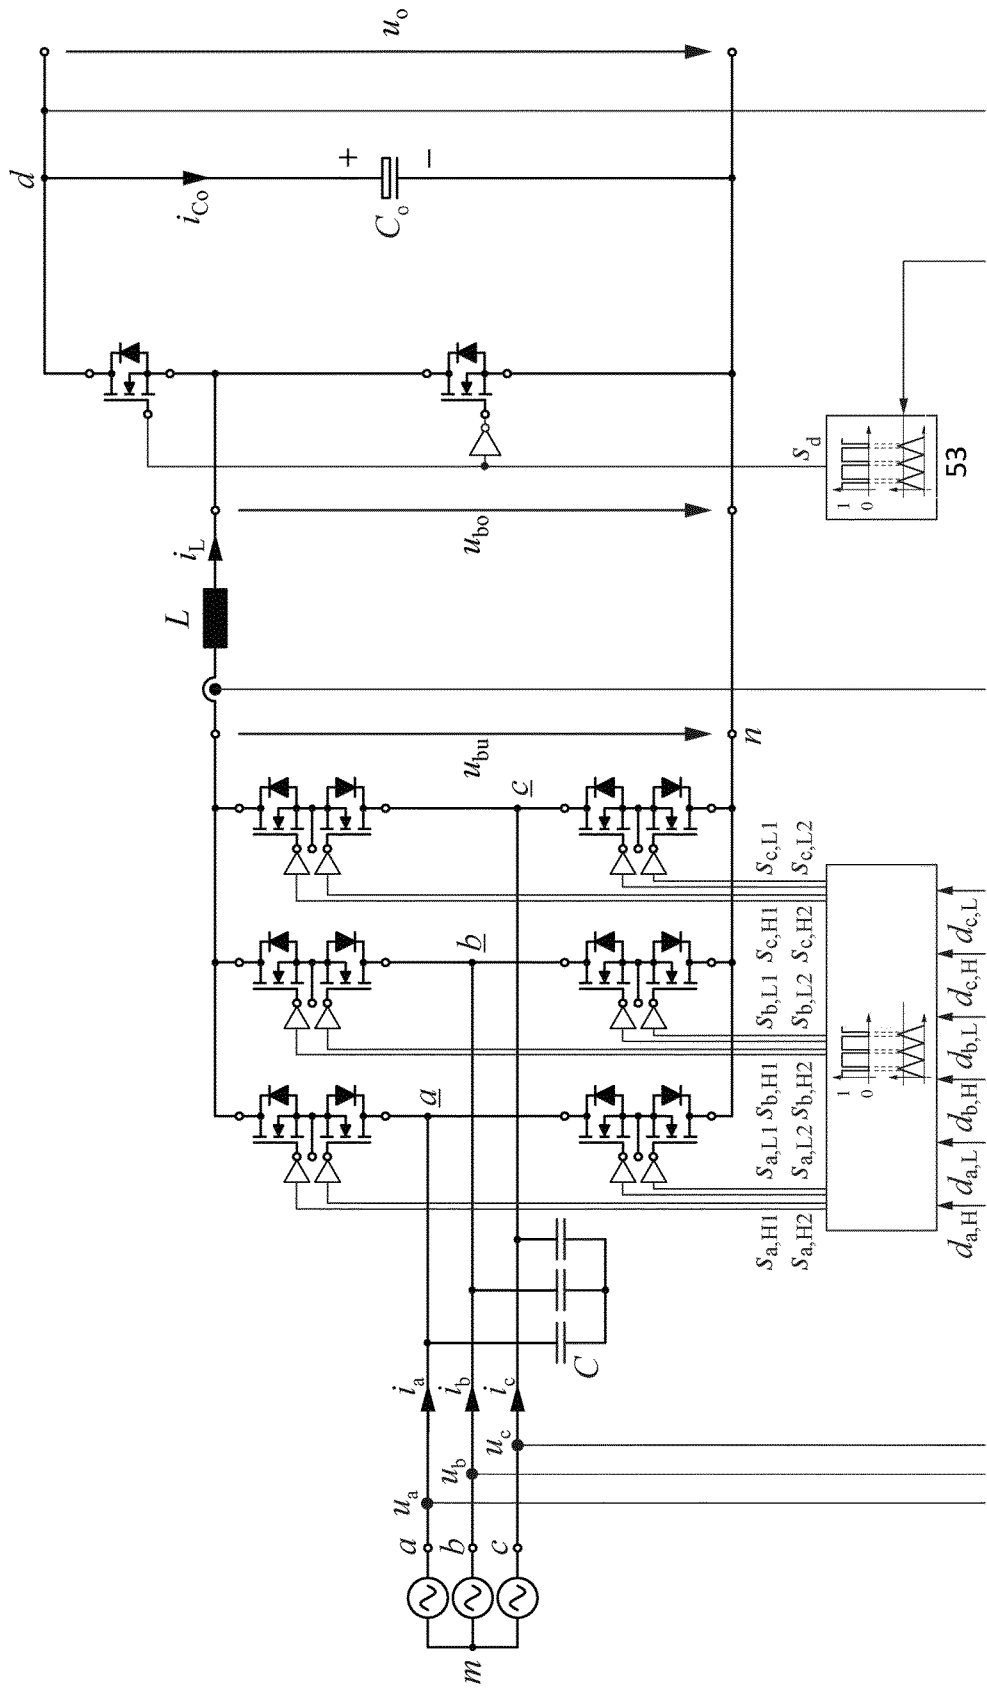 m
a
b
c
u_a
u_b
u_c
i_a
i_b
i_c
C
a
b
c
s_a,H1
s_a,H2
s_a,L1
s_a,L2
s_b,H1
s_b,H2
s_b,L1
s_b,L2
s_c,H1
s_c,H2
s_c,L1
s_c,L2
1
0
d_a,H
d_a,L
d_b,H
d_b,L
d_c,H
d_c,L
u_bu
n
L
i_L
u_bo
s_d
1
0
53
d
i_Co
+
C_o
−
u_o